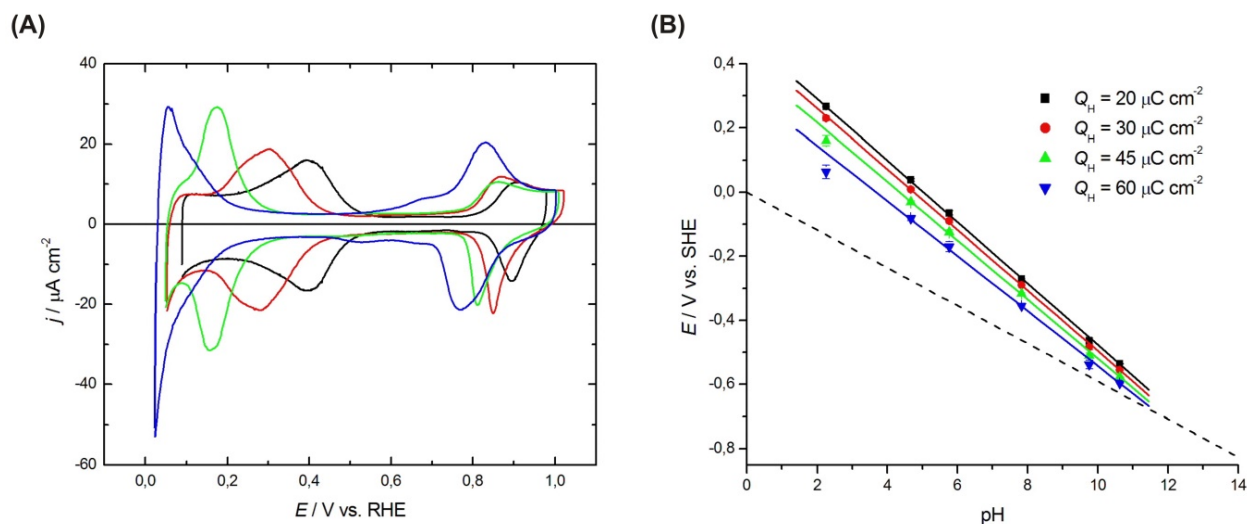 (A)
40
20
0
-20
-40
-60
j / μA cm-2
0,0 0,2 0,4 0,6 0,8 1,0
E / V vs. RHE
(B)
0,4
0,2
0,0
-0,2
-0,4
-0,6
-0,8
E / V vs. SHE
0 2 4 6 8 10 12 14
pH
QH = 20 μC cm-2
QH = 30 μC cm-2
QH = 45 μC cm-2
QH = 60 μC cm-2